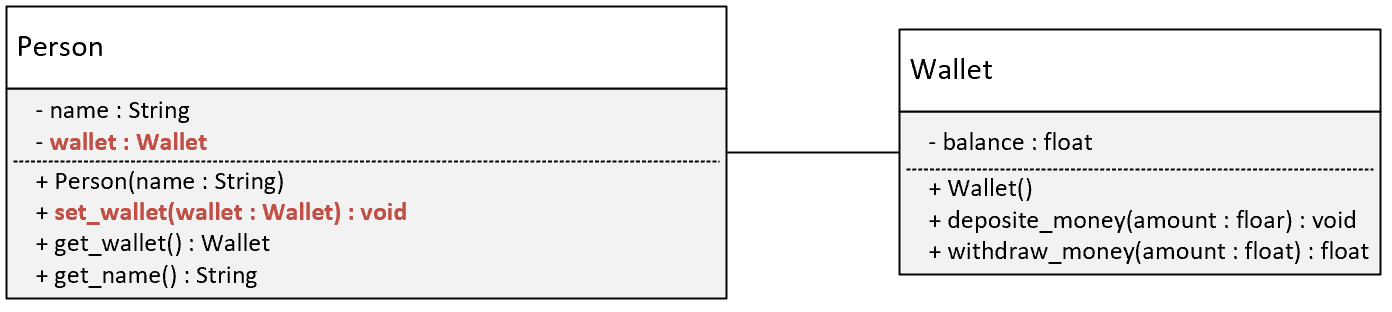 Person
- name : String
- wallet : Wallet
+ Person(name : String)
+ set_wallet(wallet : Wallet) : void
+ get_wallet() : Wallet
+ get_name() : String
Wallet
- balance : float
+ Wallet()
+ deposite_money(amount : floar) : void
+ withdraw_money(amount : float) : float